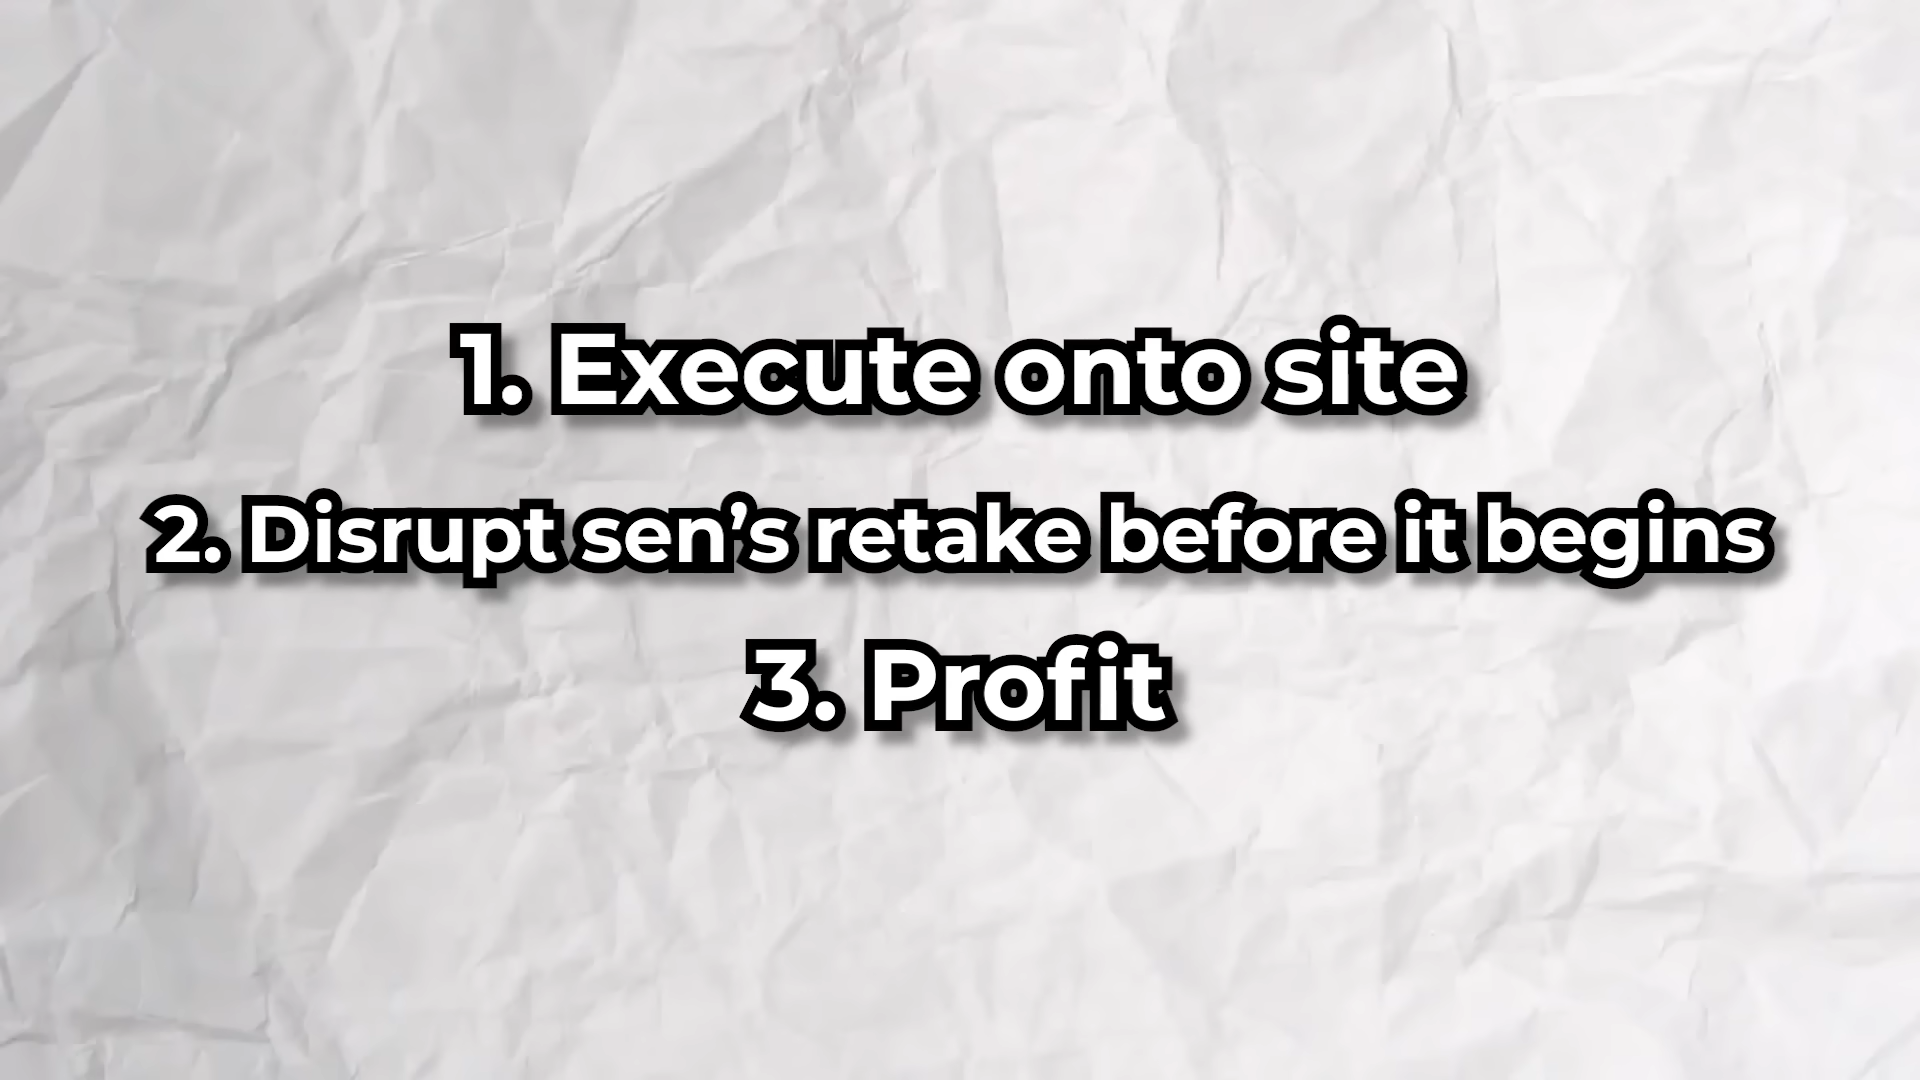 1. Execute onto site
2. Disrupt sen’s retake before it begins
3. Profit